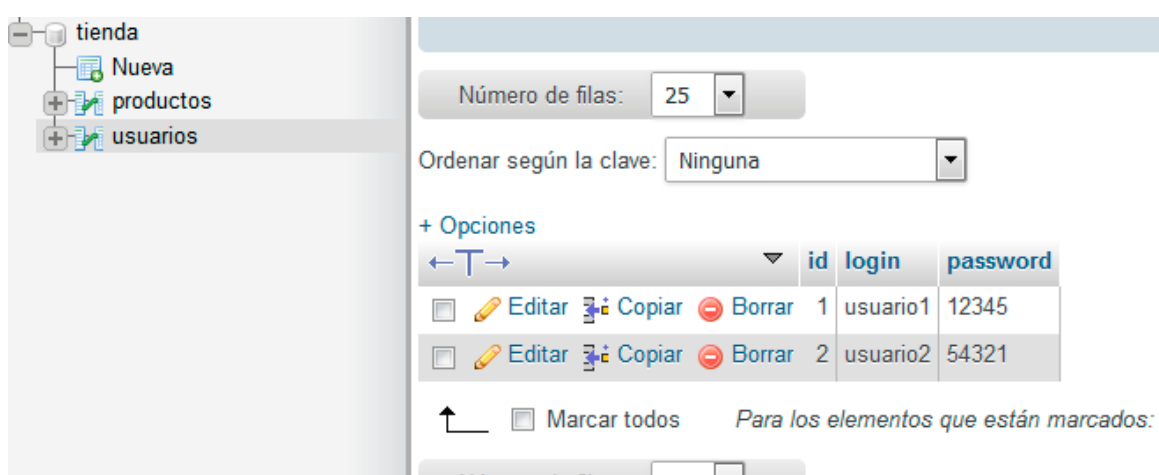 tienda
Nueva
productos
usuarios
Número de filas: 25
Ordenar según la clave: Ninguna
+ Opciones
←T→ id login password
Editar Copiar Borrar 1 usuario1 12345
Editar Copiar Borrar 2 usuario2 54321
Marcar todos Para los elementos que están marcados: